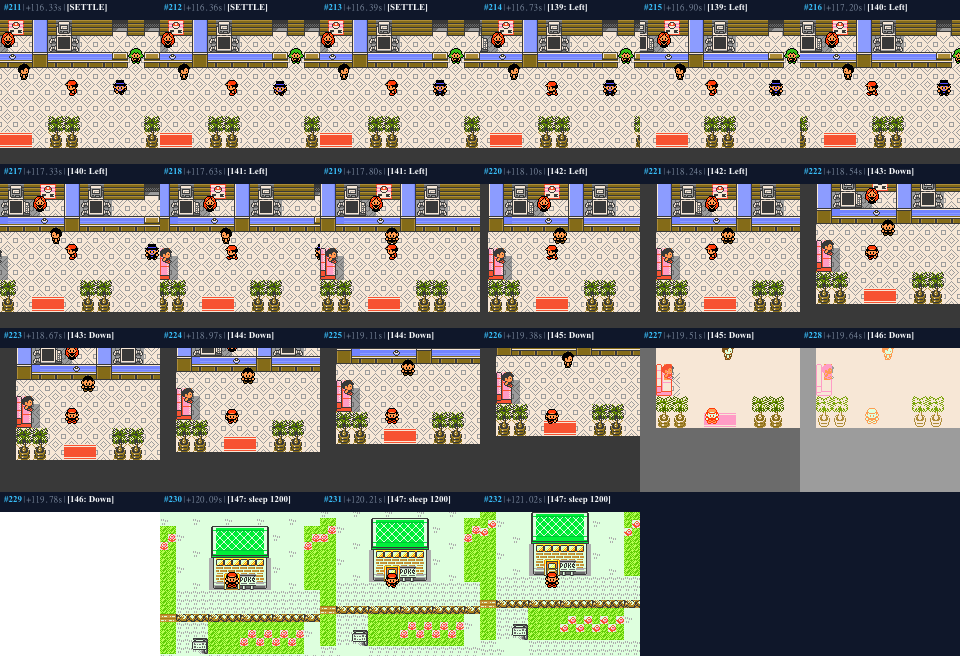 #211|+116.33s|[SETTLE]
#212|+116.36s|[SETTLE]
#213|+116.39s|[SETTLE]
#214|+116.73s|[139: Left]
#215|+116.90s|[139: Left]
#216|+117.20s|[140: Left]
#217|+117.33s|[140: Left]
#218|+117.63s|[141: Left]
#219|+117.80s|[141: Left]
#220|+118.10s|[142: Left]
#221|+118.24s|[142: Left]
#222|+118.54s|[143: Down]
#223|+118.67s|[143: Down]
#224|+118.97s|[144: Down]
#225|+119.11s|[144: Down]
#226|+119.38s|[145: Down]
#227|+119.51s|[145: Down]
#228|+119.64s|[146: Down]
#229|+119.78s|[146: Down]
#230|+120.09s|[147: sleep 1200]
#231|+120.21s|[147: sleep 1200]
#232|+121.02s|[147: sleep 1200]
POKé
POKé
POKé